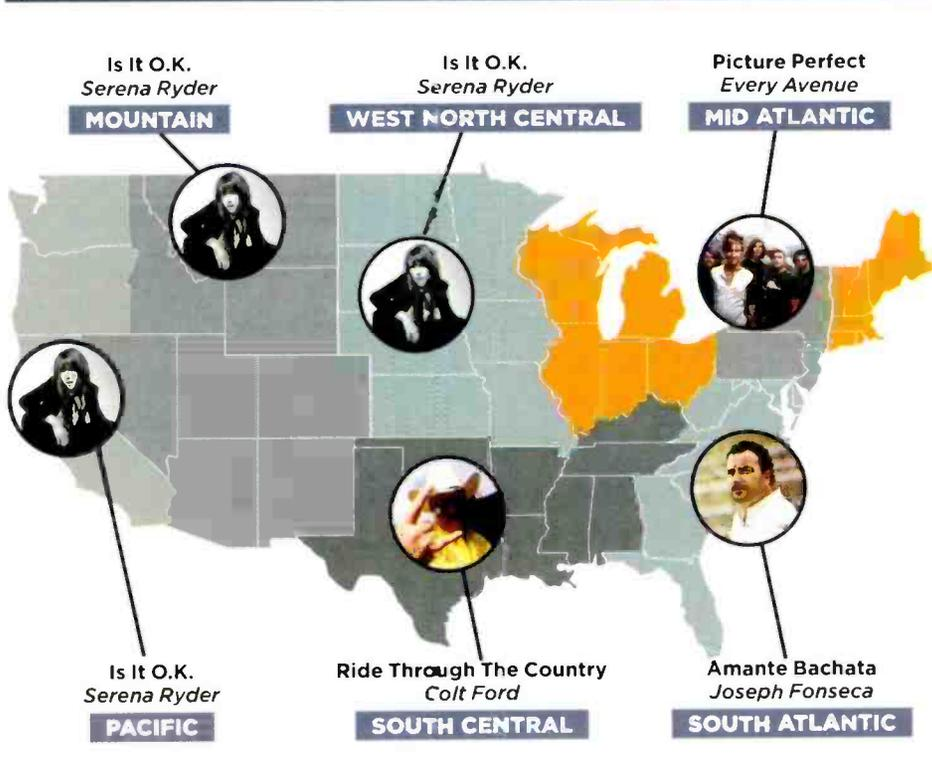 Is It O.K.
Serena Ryder
MOUNTAIN
Is It O.K.
Serena Ryder
WEST NORTH CENTRAL
Picture Perfect
Every Avenue
MID ATLANTIC
Is It O.K.
Serena Ryder
PACIFIC
Ride Through The Country
Colt Ford
SOUTH CENTRAL
Amante Bachata
Joseph Fonseca
SOUTH ATLANTIC